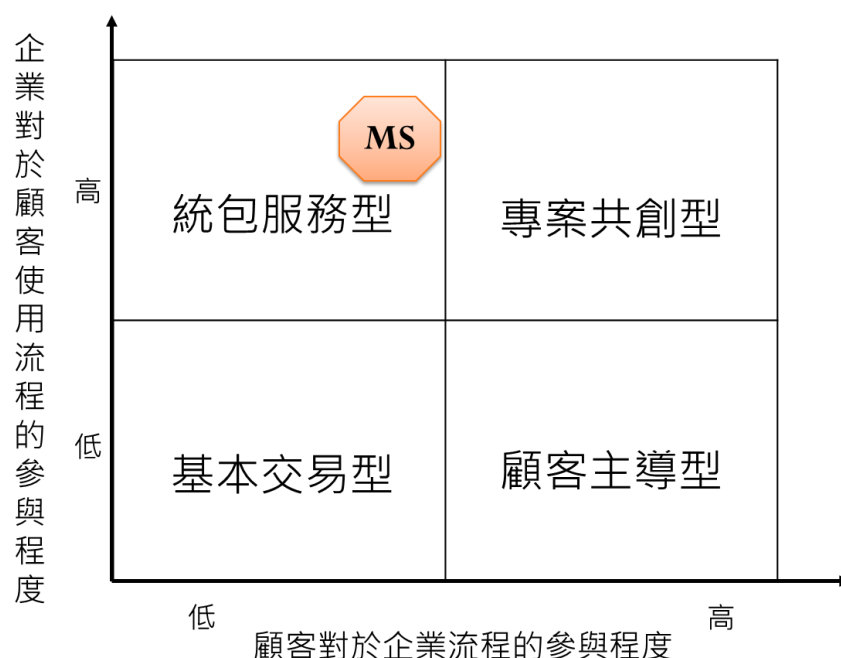 企業對於顧客使用流程的參與程度
高
MS
統包服務型
專案共創型
低
基本交易型
顧客主導型
低
高
顧客對於企業流程的參與程度